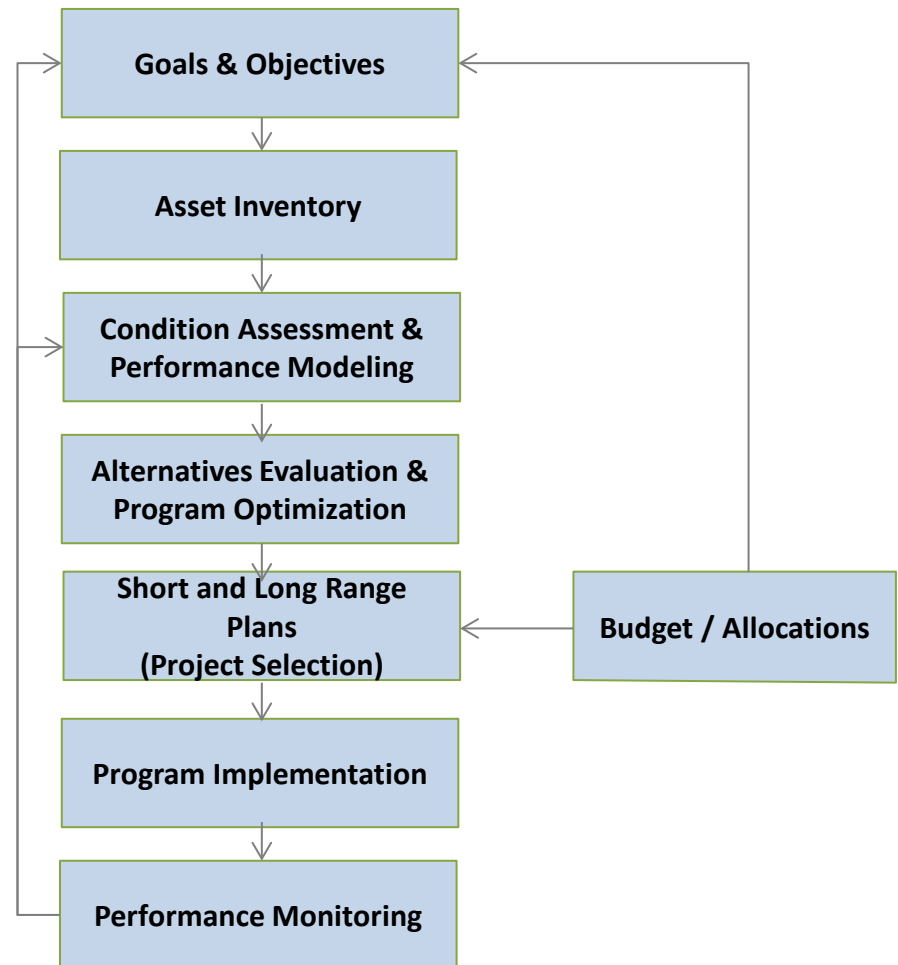 Goals & Objectives
Asset Inventory
Condition Assessment &
Performance Modeling
Alternatives Evaluation &
Program Optimization
Short and Long Range
Plans
(Project Selection)
Budget / Allocations
Program Implementation
Performance Monitoring